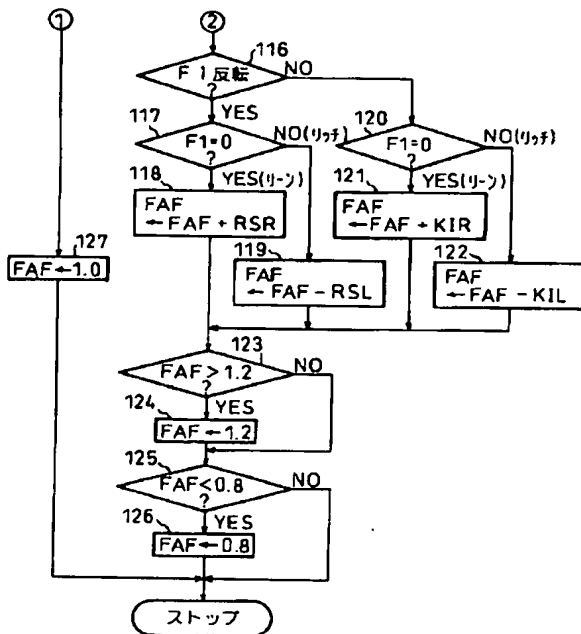 ①
②
116
F1反転
?
NO
YES
117
F1=0
?
NO(リッチ)
YES(リーン)
120
F1=0
?
NO(リッチ)
YES(リーン)
118
FAF
←FAF+RSR
121
FAF
←FAF+KIR
127
FAF←1.0
119
FAF
←FAF-RSL
122
FAF
←FAF-KIL
123
FAF>1.2
?
NO
YES
124
FAF←1.2
125
FAF<0.8
?
NO
YES
126
FAF←0.8
ストップ